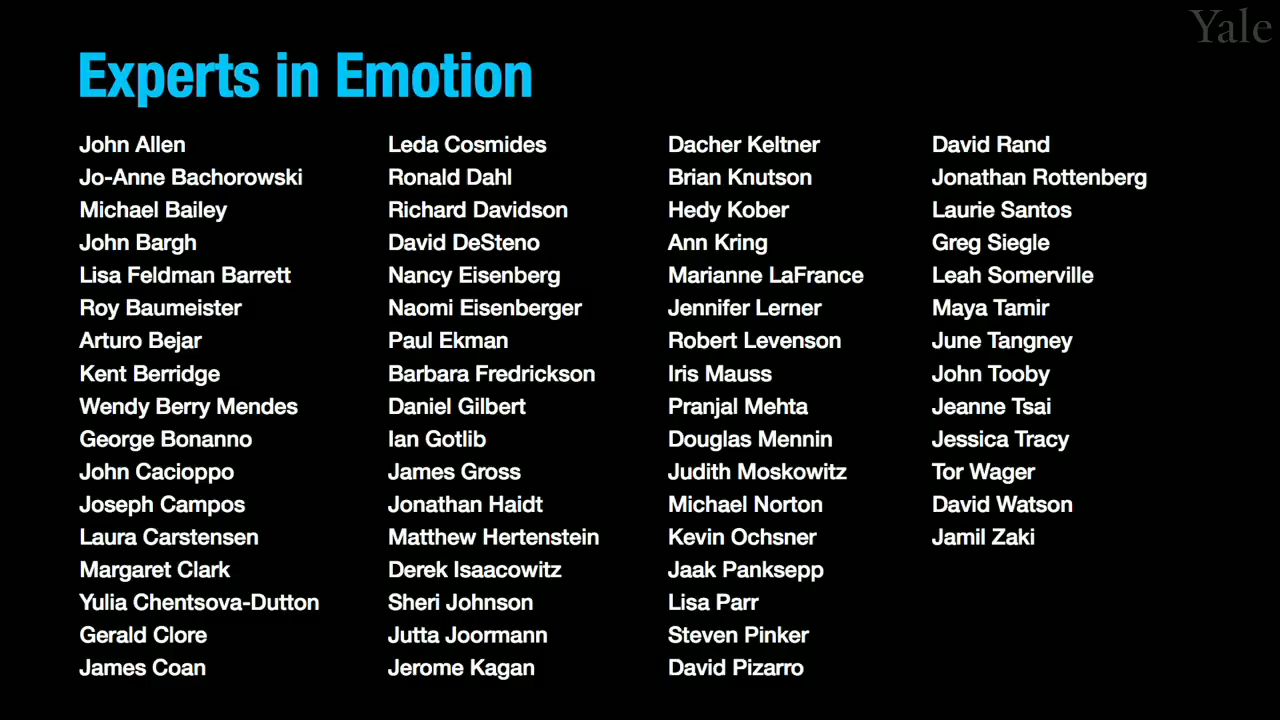 Yale
Experts in Emotion
John Allen
Jo-Anne Bachorowski
Michael Bailey
John Bargh
Lisa Feldman Barrett
Roy Baumeister
Arturo Bejar
Kent Berridge
Wendy Berry Mendes
George Bonanno
John Cacioppo
Joseph Campos
Laura Carstensen
Margaret Clark
Yulia Chentsova-Dutton
Gerald Clore
James Coan
Leda Cosmides
Ronald Dahl
Richard Davidson
David DeSteno
Nancy Eisenberg
Naomi Eisenberger
Paul Ekman
Barbara Fredrickson
Daniel Gilbert
Ian Gotlib
James Gross
Jonathan Haidt
Matthew Hertenstein
Derek Isaacowitz
Sheri Johnson
Jutta Joormann
Jerome Kagan
Dacher Keltner
Brian Knutson
Hedy Kober
Ann Kring
Marianne LaFrance
Jennifer Lerner
Robert Levenson
Iris Mauss
Pranjal Mehta
Douglas Mennin
Judith Moskowitz
Michael Norton
Kevin Ochsner
Jaak Panksepp
Lisa Parr
Steven Pinker
David Pizarro
David Rand
Jonathan Rottenberg
Laurie Santos
Greg Siegle
Leah Somerville
Maya Tamir
June Tangney
John Tooby
Jeanne Tsai
Jessica Tracy
Tor Wager
David Watson
Jamil Zaki